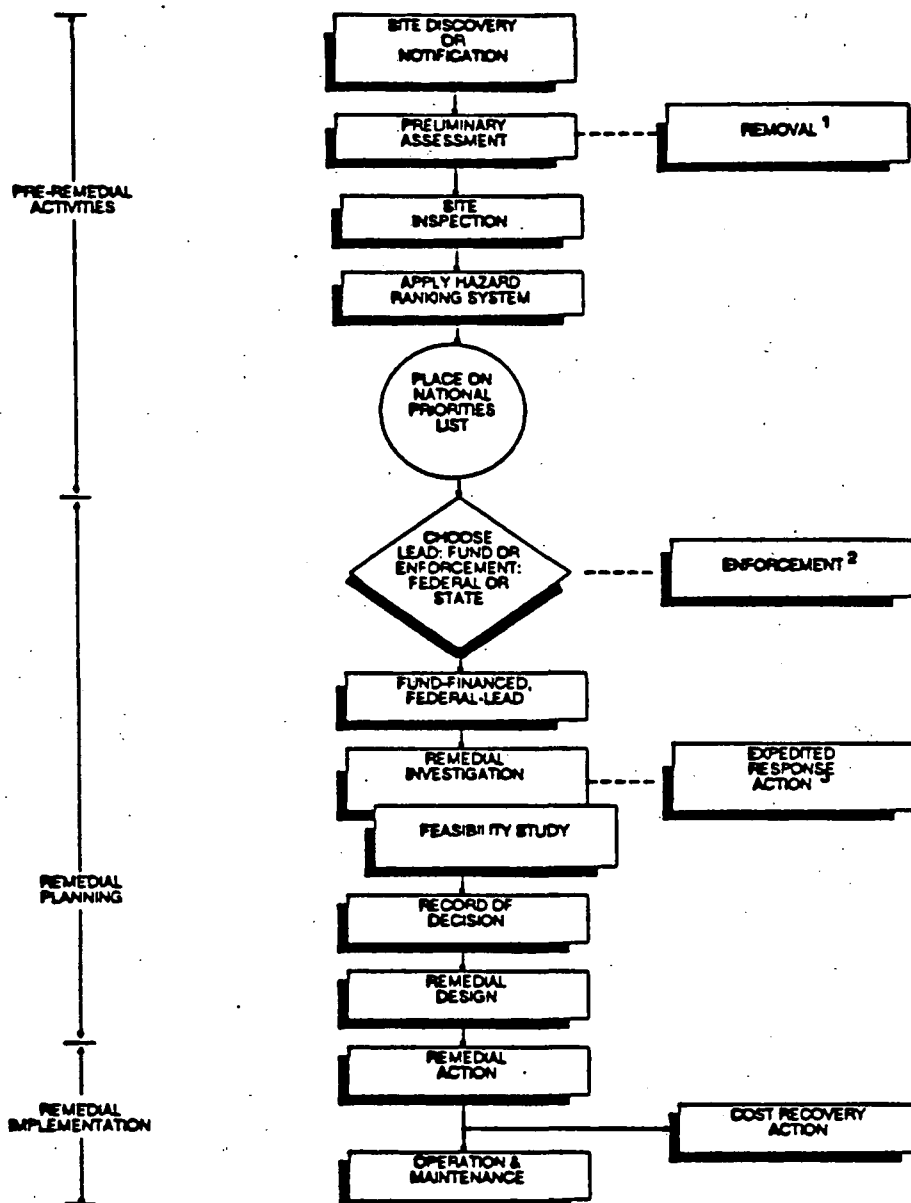 SITE DISCOVERY
OR
NOTIFICATION
PRELIMINARY
ASSESSMENT
REMOVAL 1
PRE-REMEDIAL
ACTIVITIES
SITE
INSPECTION
APPLY HAZARD
RANKING SYSTEM
PLACE ON
NATIONAL
PRIORITIES
LIST
CHOOSE
LEAD: FUND OR
ENFORCEMENT:
FEDERAL OR
STATE
ENFORCEMENT 2
FUND-FINANCED,
FEDERAL-LEAD
REMEDIAL
INVESTIGATION
EXPEDITED
RESPONSE
ACTION 3
FEASIBILITY STUDY
REMEDIAL
PLANNING
RECORD OF
DECISION
REMEDIAL
DESIGN
REMEDIAL
ACTION
REMEDIAL
IMPLEMENTATION
COST RECOVERY
ACTION
OPERATION &
MAINTENANCE